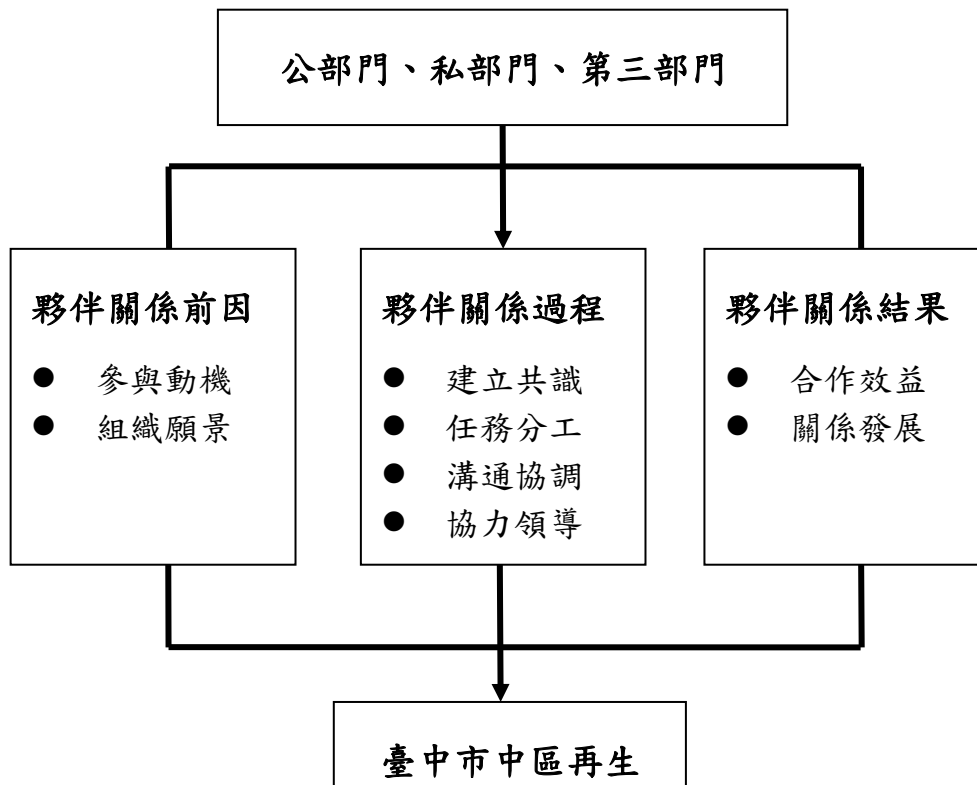 公部門、私部門、第三部門
夥伴關係前因
● 參與動機
● 組織願景
夥伴關係過程
● 建立共識
● 任務分工
● 溝通協調
● 協力領導
夥伴關係結果
● 合作效益
● 關係發展
臺中市中區再生